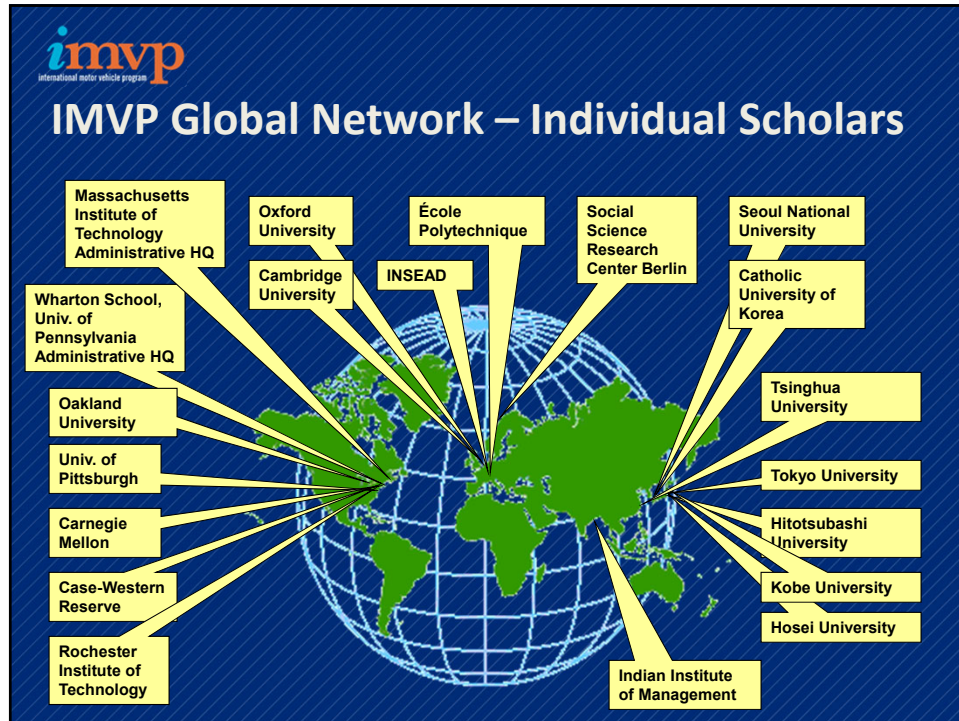 imvp
international motor vehicle program
IMVP Global Network – Individual Scholars
Massachusetts
Institute of
Technology
Administrative HQ
Oxford
University
École
Polytechnique
Social
Science
Research
Center Berlin
Seoul National
University
Cambridge
University
INSEAD
Catholic
University of
Korea
Wharton School,
Univ. of
Pennsylvania
Administrative HQ
Tsinghua
University
Oakland
University
Univ. of
Pittsburgh
Tokyo University
Carnegie
Mellon
Hitotsubashi
University
Case-Western
Reserve
Kobe University
Hosei University
Rochester
Institute of
Technology
Indian Institute
of Management